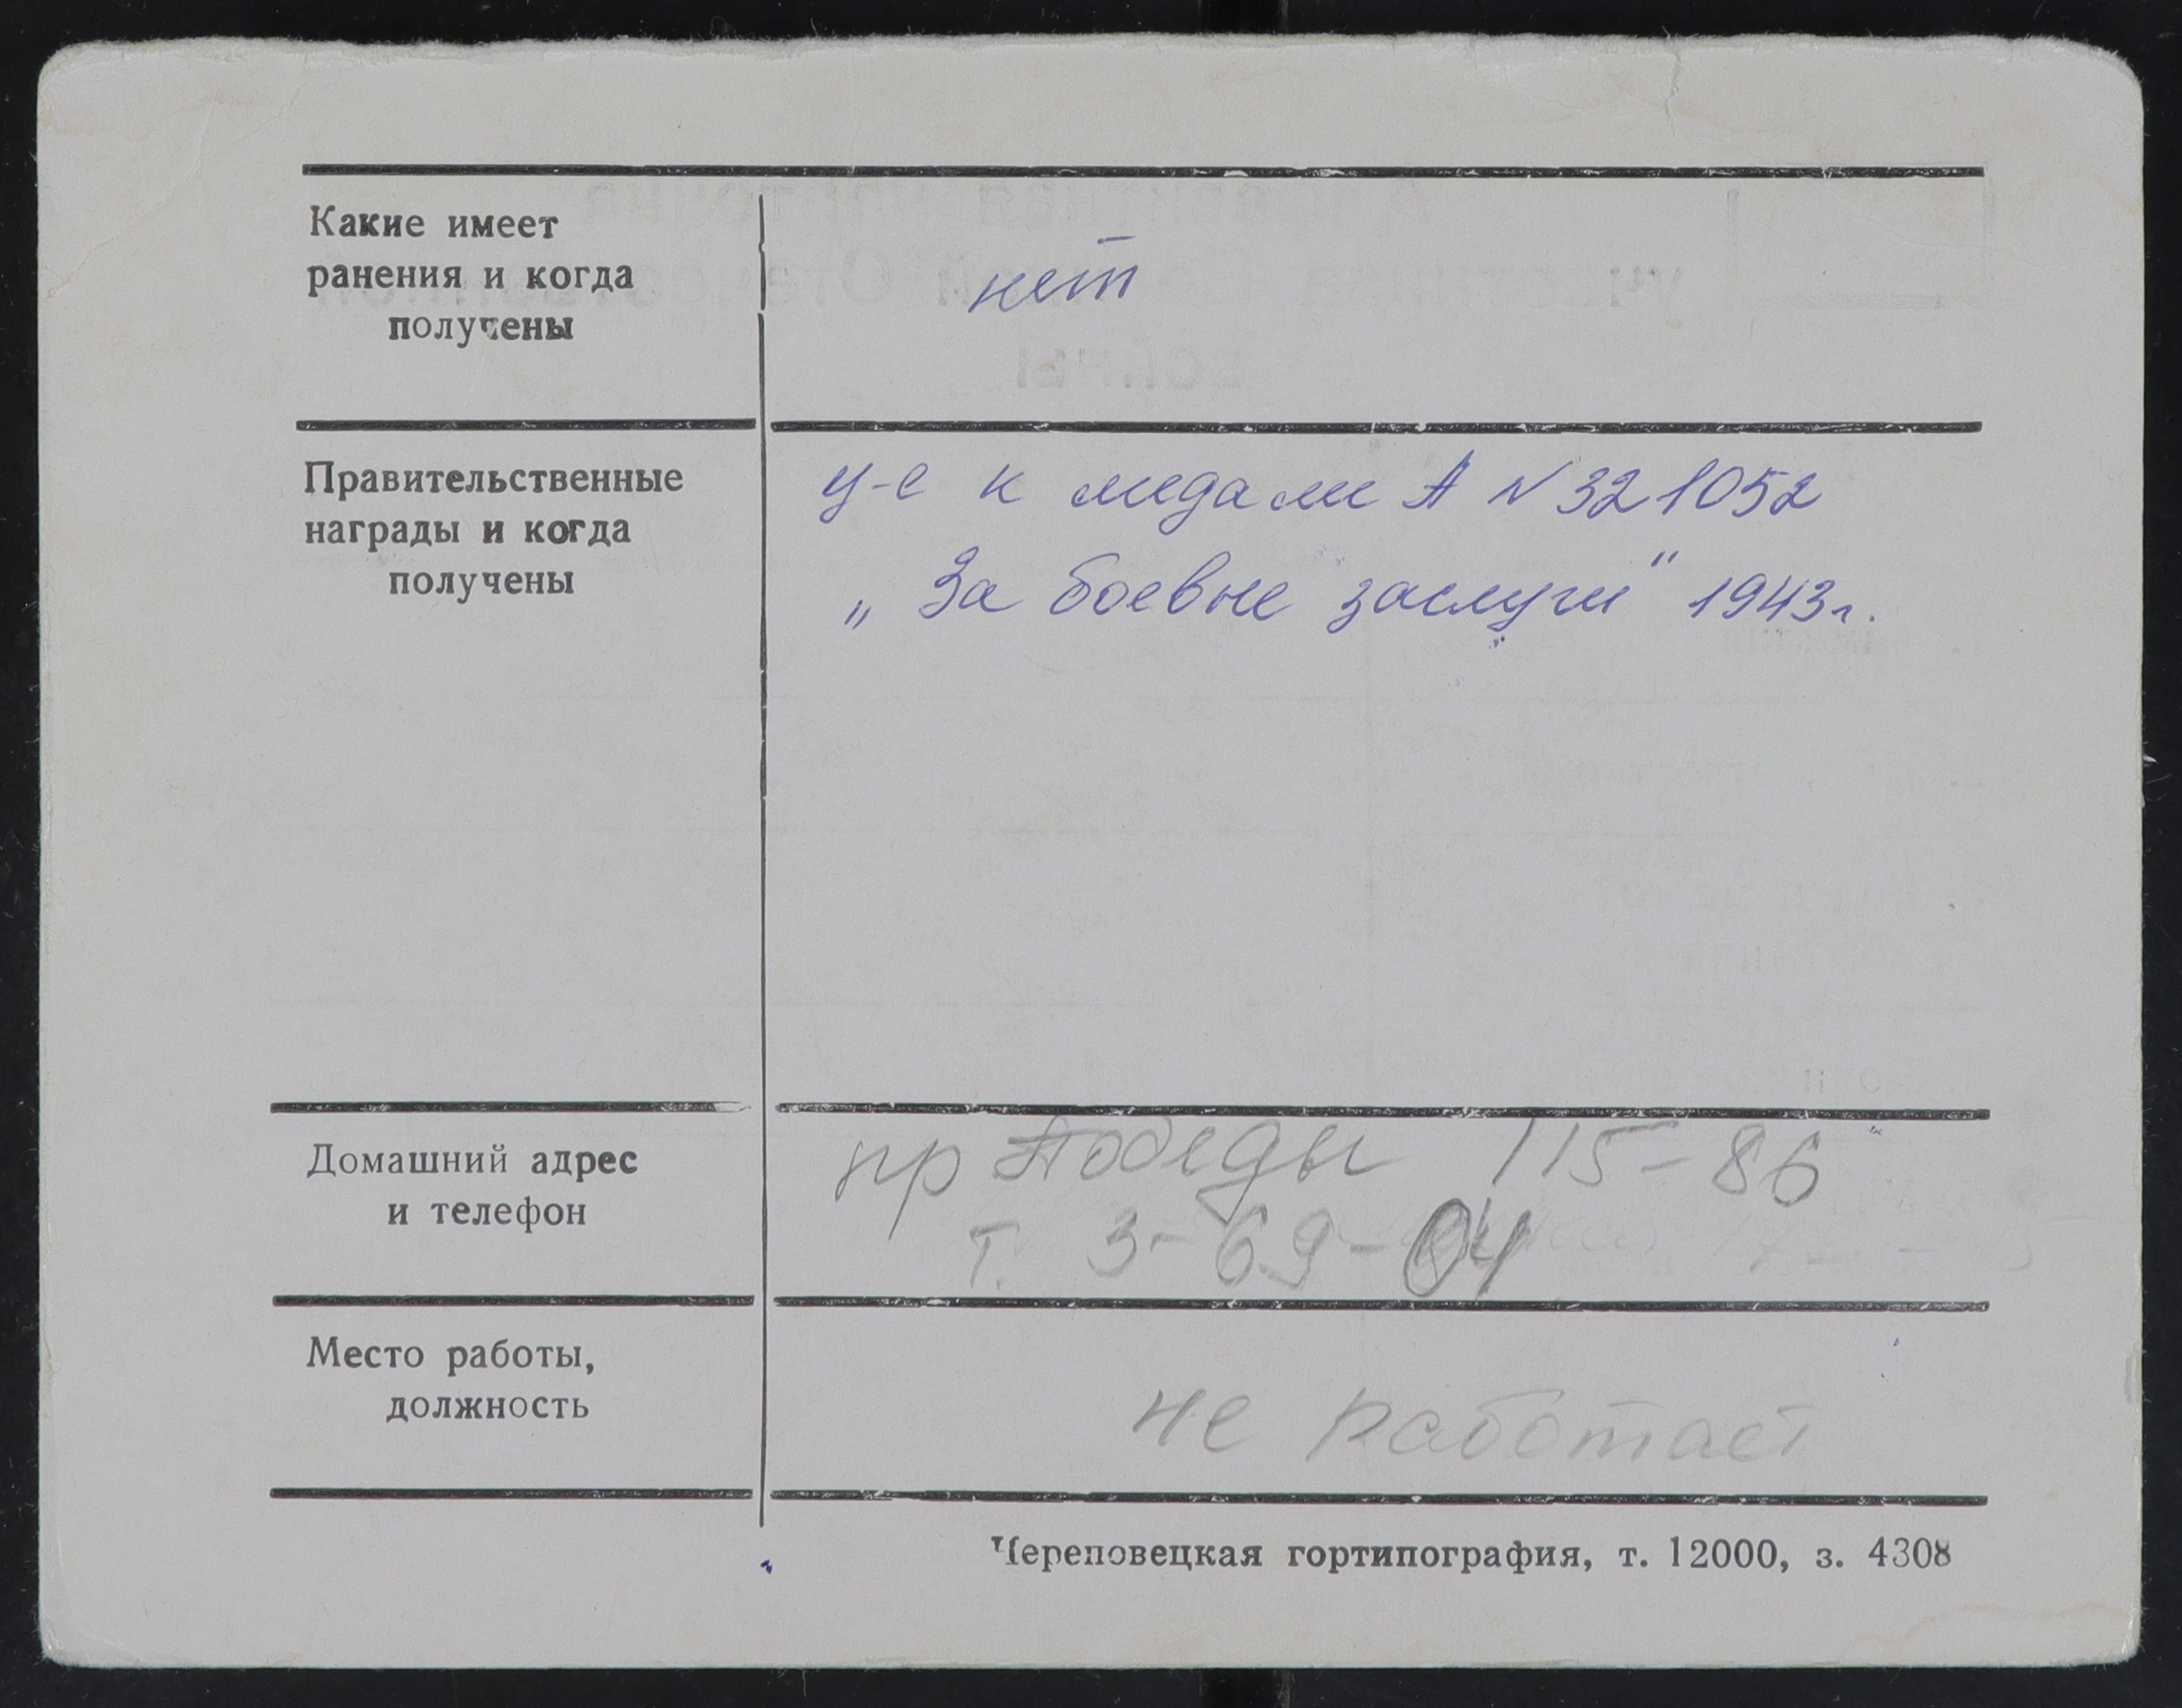 Какие имеет
ранения и когда
получены
нет
Правительственные
награды и когда
получены
у-е к медали А № 321052
„За боевые заслуги" 1943г.
Домашний адрес
и телефон
пр Победы 115-86
т. 3-69-04
Место работы,
должность
не работает
Череповецкая гортипография, т. 12000, з. 4308